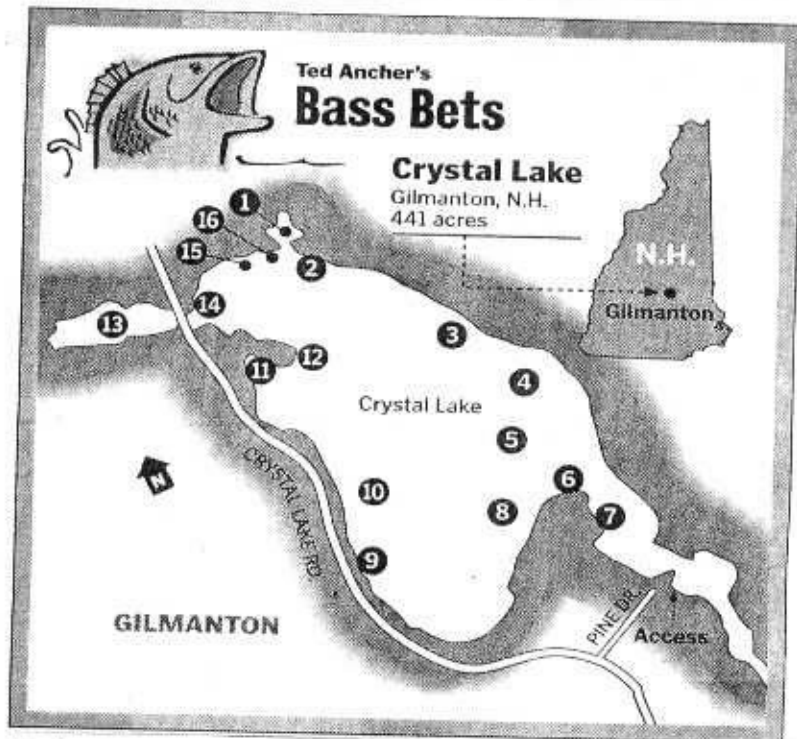 Ted Ancher's
Bass Bets
Crystal Lake
Gilmanton, N.H.
441 acres
N.H.
Gilmanton
1
16
15
2
14
13
3
12
11
4
Crystal Lake
5
6
10
8
7
9
N
CRYSTAL LAKE RD.
GILMANTON
PINE DR.
Access